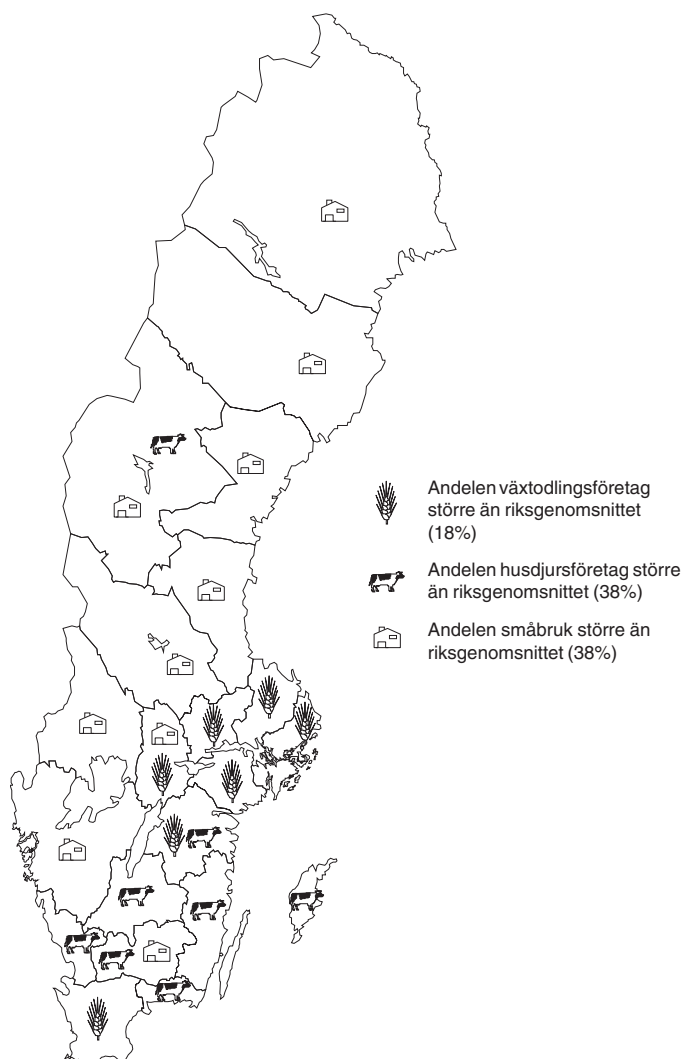 Andelen växtodlingsföretag
större än riksgenomsnittet
(18%)
Andelen husdjursföretag större
än riksgenomsnittet (38%)
Andelen småbruk större än
riksgenomsnittet (38%)